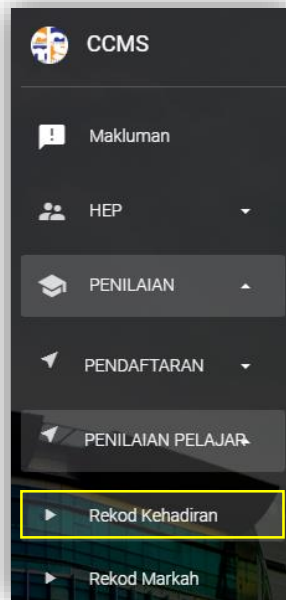 CCMS
Makluman
HEP
PENILAIAN
PENDAFTARAN
PENILAIAN PELAJAR
Rekod Kehadiran
Rekod Markah